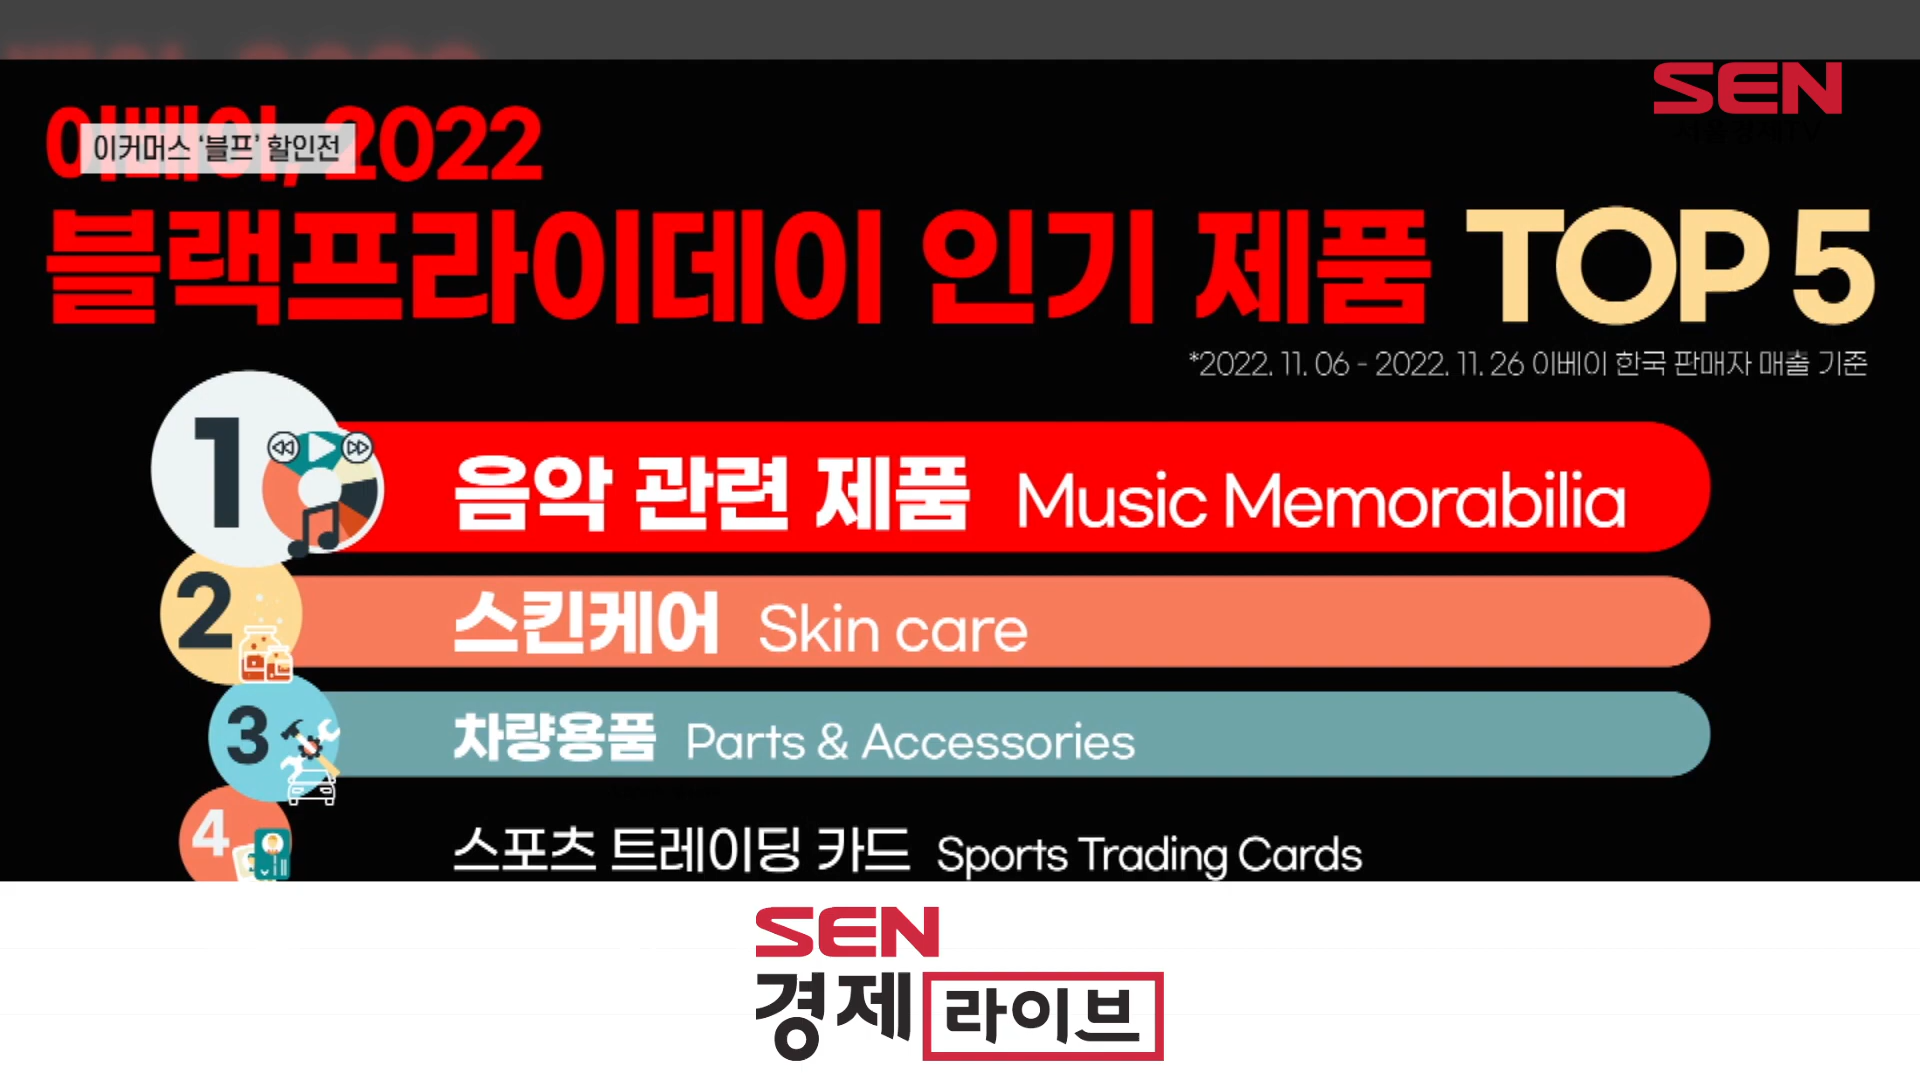 SEN
이베이, 2022
이커머스 ‘블프’ 할인전
블랙프라이데이 인기 제품 TOP 5
*2022. 11. 06 - 2022. 11. 26 이베이 한국 판매자 매출 기준
1 음악 관련 제품 Music Memorabilia
2 스킨케어 Skin care
3 차량용품 Parts & Accessories
4 스포츠 트레이딩 카드 Sports Trading Cards
SEN
경제 라이브